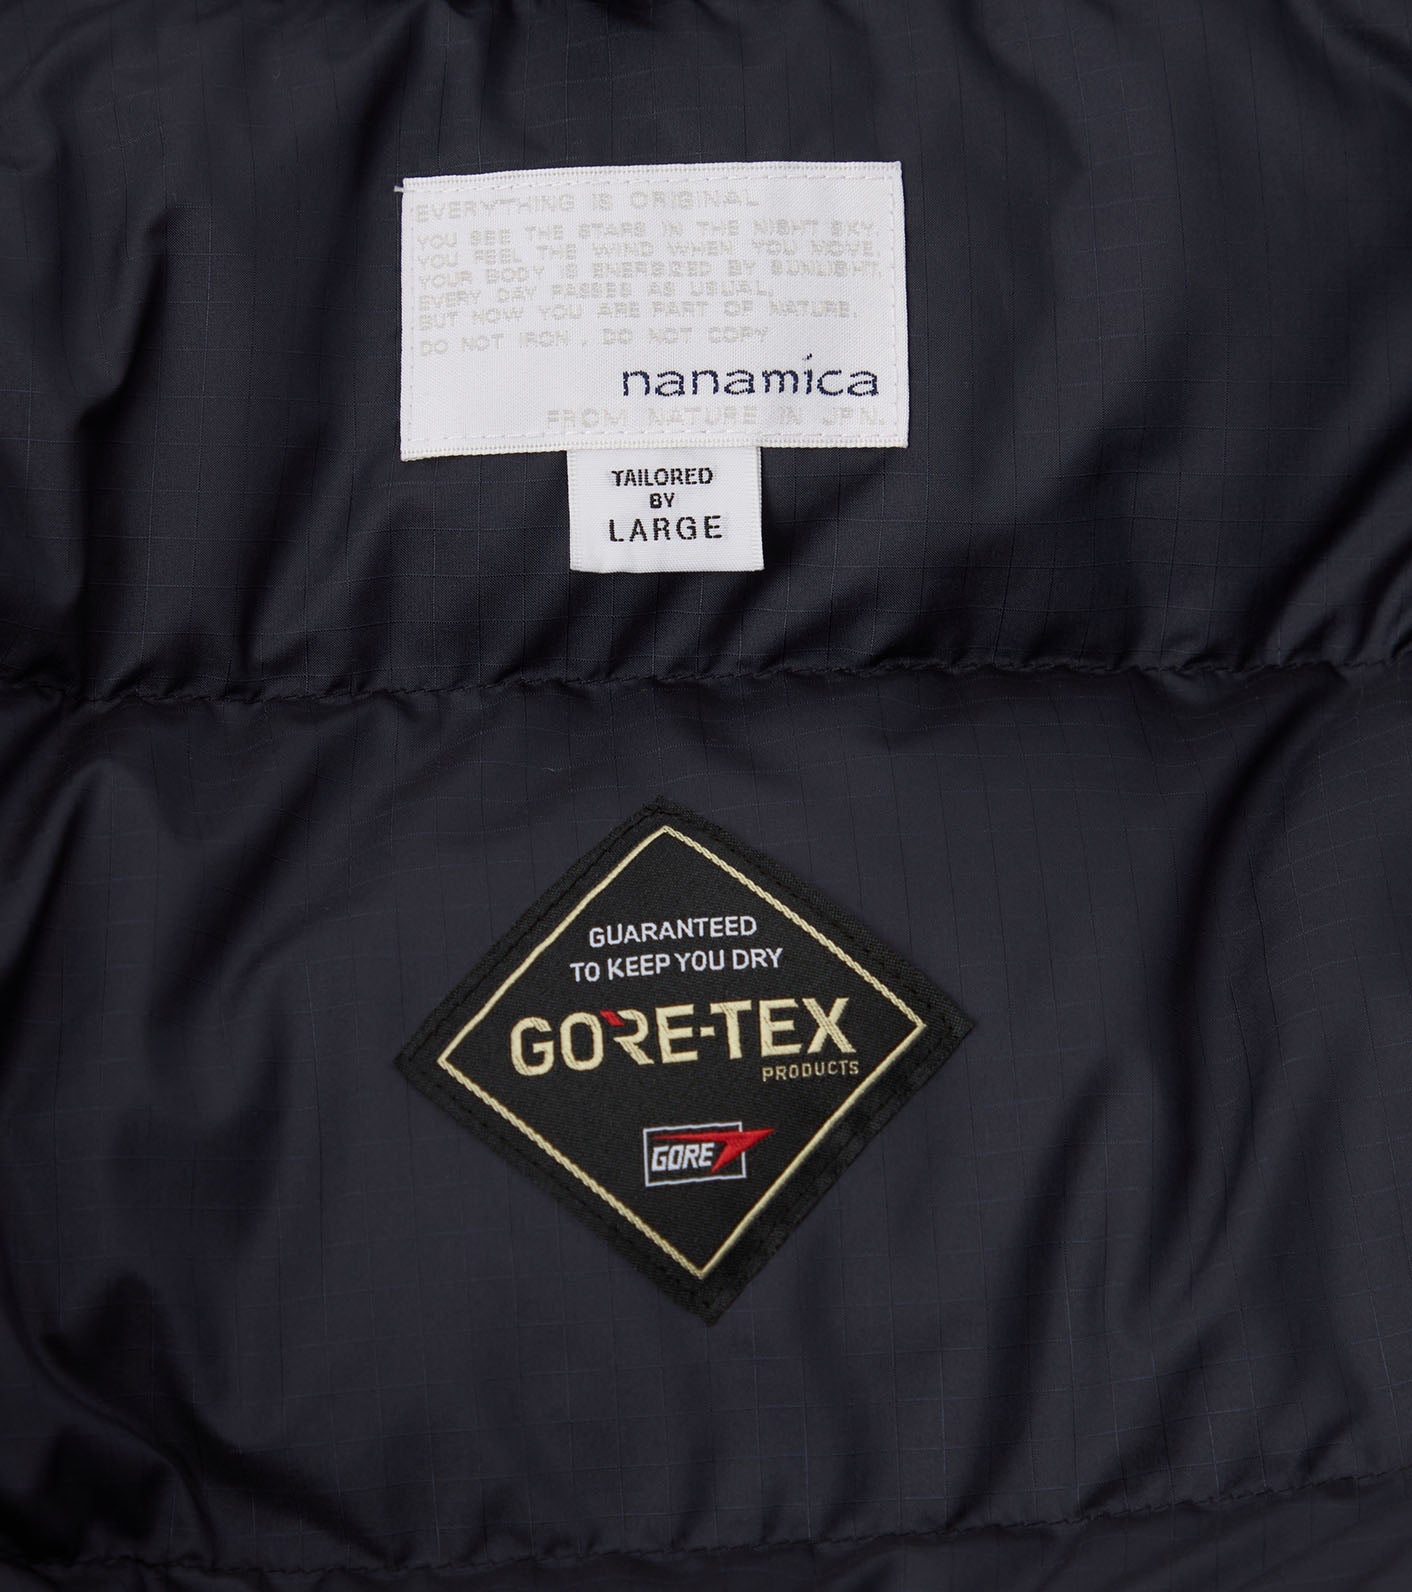 EVERYTHING IS ORIGINAL
YOU SEE THE STARS IN THE NIGHT SKY.
YOU FEEL THE WIND WHEN YOU MOVE.
YOUR BODY IS ENERGIZED BY SUNLIGHT.
EVERY DAY PASSES AS USUAL,
BUT NOW YOU ARE PART OF NATURE.
DO NOT IRON . DO NOT COPY
nanamica
FROM NATURE IN JPN.
TAILORED
BY
LARGE
GUARANTEED
TO KEEP YOU DRY
GORE-TEX
PRODUCTS
GORE